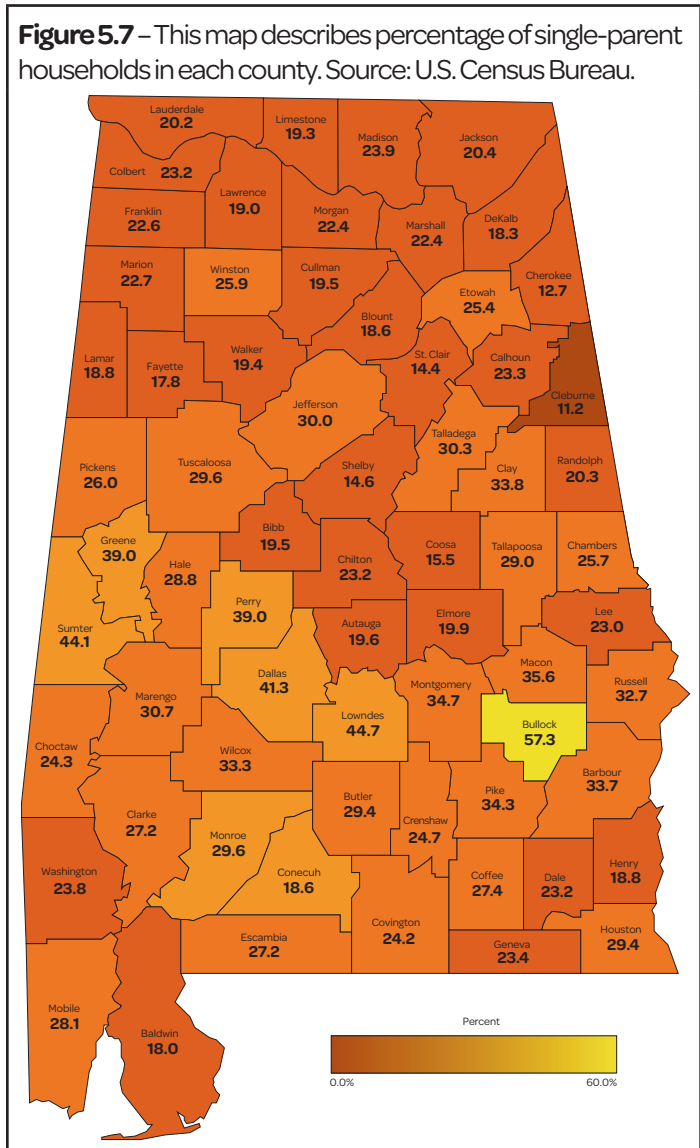 Figure 5.7 – This map describes percentage of single-parent
households in each county. Source: U.S. Census Bureau.
Lauderdale
20.2
Limestone
19.3
Madison
23.9
Jackson
20.4
Colbert 23.2
Lawrence
19.0
Franklin
22.6
Morgan
22.4
Marshall
22.4
DeKalb
18.3
Marion
22.7
Winston
25.9
Cullman
19.5
Cherokee
12.7
Etowah
25.4
Blount
18.6
Lamar
18.8
Fayette
17.8
Walker
19.4
St. Clair
14.4
Calhoun
23.3
Cleburne
11.2
Jefferson
30.0
Talladega
30.3
Pickens
26.0
Tuscaloosa
29.6
Shelby
14.6
Clay
33.8
Randolph
20.3
Greene
39.0
Hale
28.8
Bibb
19.5
Chilton
23.2
Coosa
15.5
Tallapoosa
29.0
Chambers
25.7
Sumter
44.1
Perry
39.0
Autauga
19.6
Elmore
19.9
Lee
23.0
Marengo
30.7
Dallas
41.3
Lowndes
44.7
Montgomery
34.7
Macon
35.6
Russell
32.7
Choctaw
24.3
Wilcox
33.3
Bullock
57.3
Barbour
33.7
Clarke
27.2
Monroe
29.6
Butler
29.4
Crenshaw
24.7
Pike
34.3
Washington
23.8
Conecuh
18.6
Coffee
27.4
Dale
23.2
Henry
18.8
Escambia
27.2
Covington
24.2
Geneva
23.4
Houston
29.4
Mobile
28.1
Baldwin
18.0
Percent
0.0% 60.0%